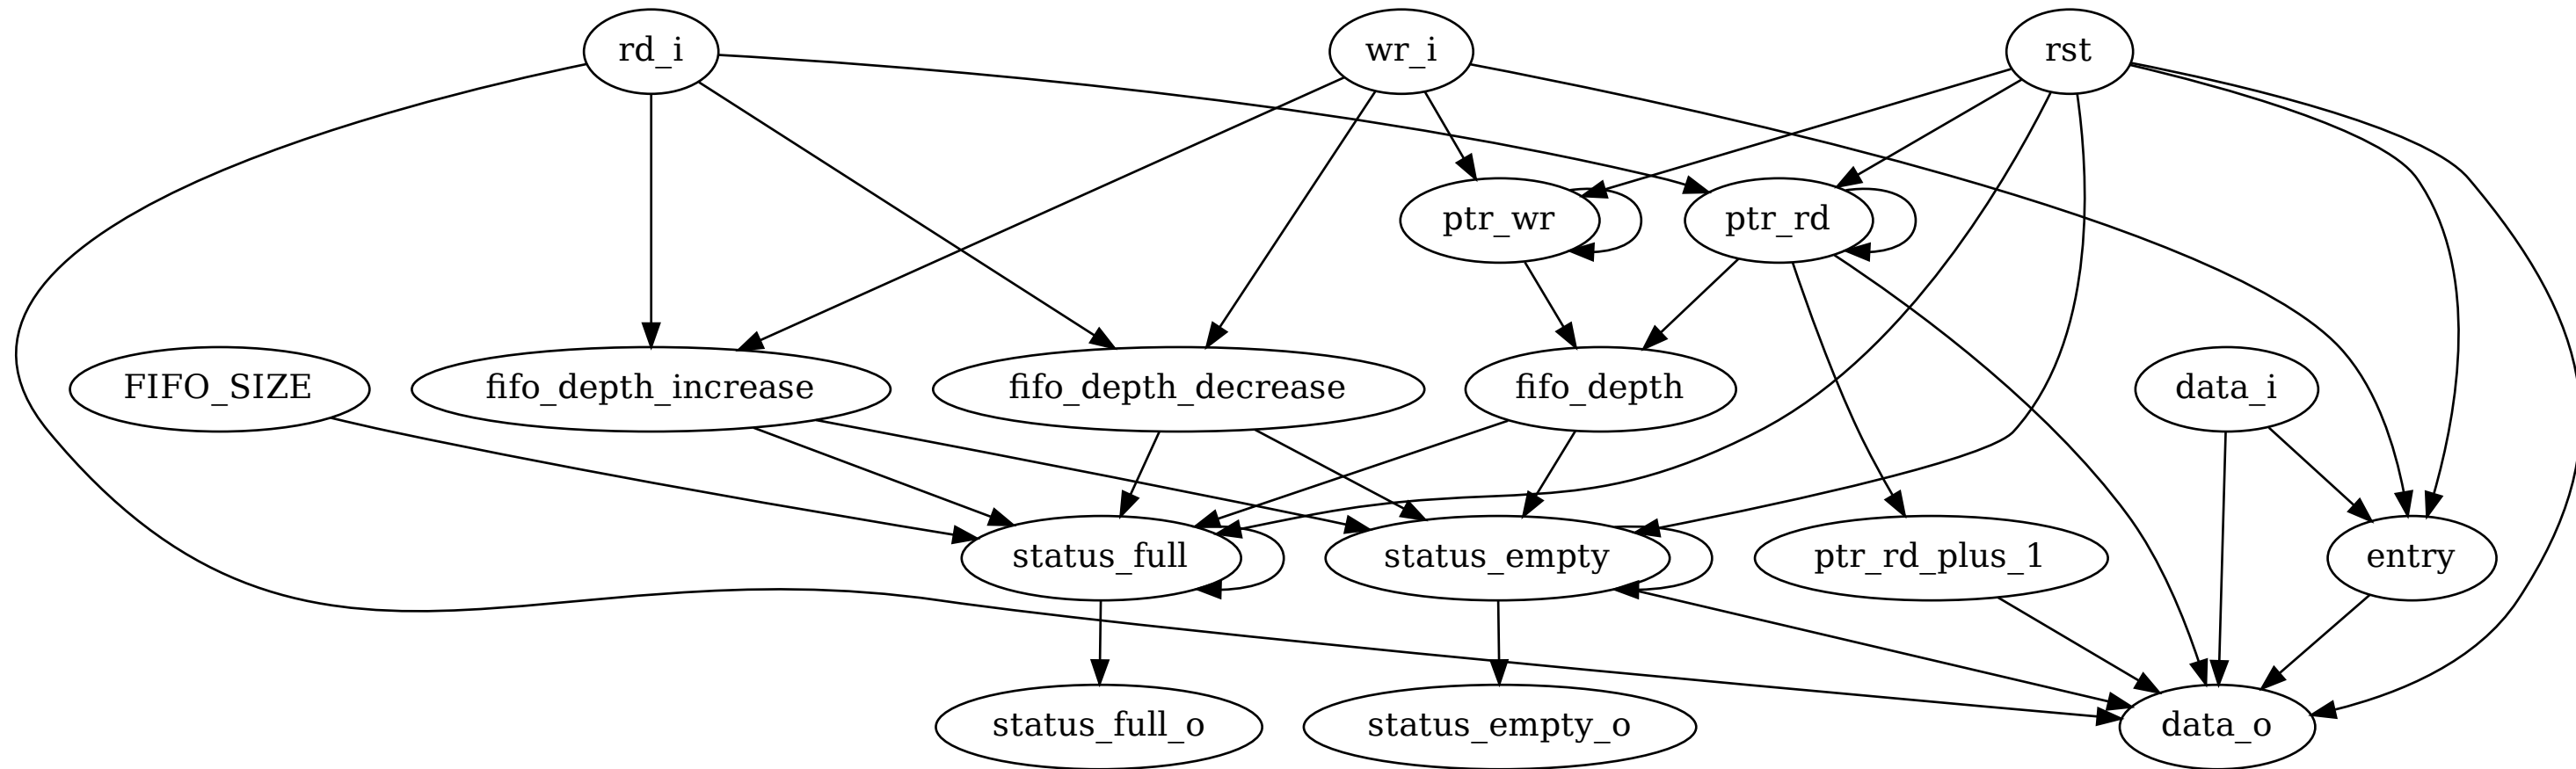 rd_i
wr_i
rst
ptr_wr
ptr_rd
FIFO_SIZE
fifo_depth_increase
fifo_depth_decrease
fifo_depth
data_i
status_full
status_empty
ptr_rd_plus_1
entry
status_full_o
status_empty_o
data_o